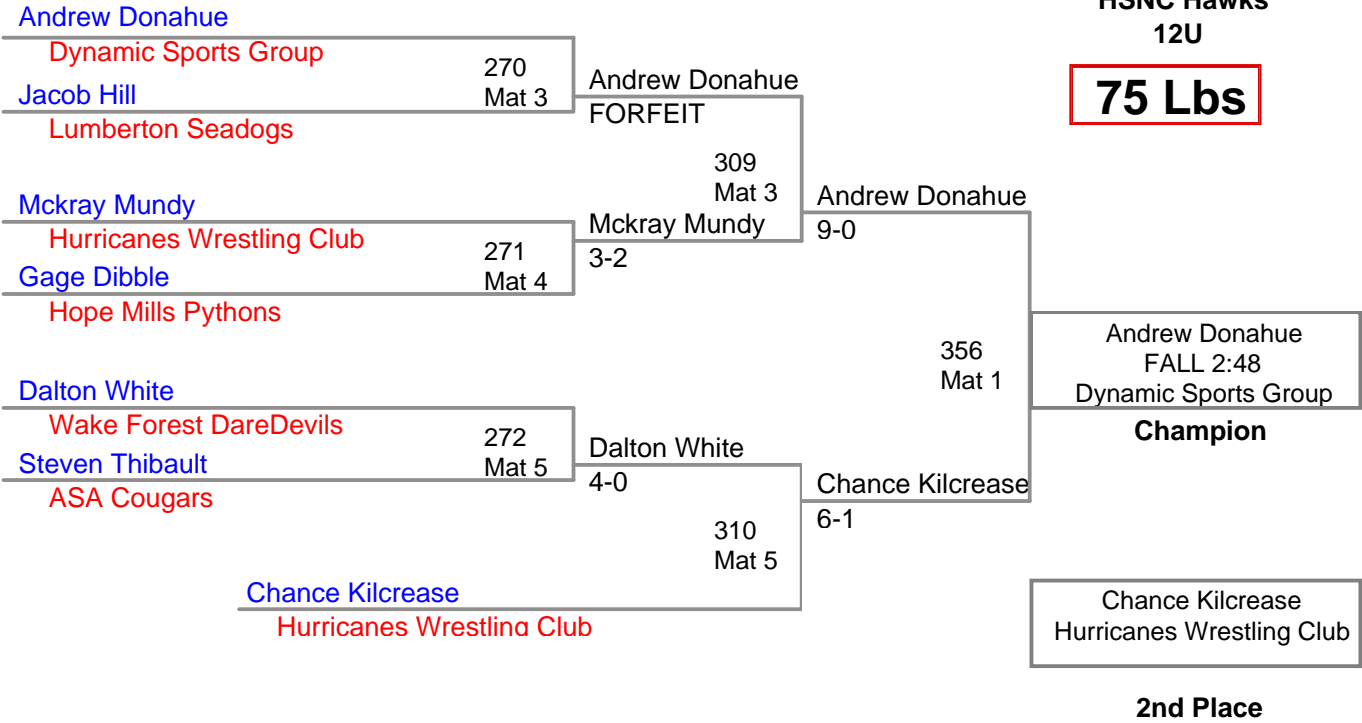 HSNC Hawks
12U
75 Lbs
Andrew Donahue
Dynamic Sports Group
270
Mat 3
Jacob Hill
Lumberton Seadogs
Andrew Donahue
FORFEIT
309
Mat 3
Mckray Mundy
Hurricanes Wrestling Club
271
Mat 4
Gage Dibble
Hope Mills Pythons
Mckray Mundy
3-2
Andrew Donahue
9-0
356
Mat 1
Andrew Donahue
FALL 2:48
Dynamic Sports Group
Champion
Dalton White
Wake Forest DareDevils
272
Mat 5
Steven Thibault
ASA Cougars
Dalton White
4-0
310
Mat 5
Chance Kilcrease
6-1
Chance Kilcrease
Hurricanes Wrestling Club
Chance Kilcrease
Hurricanes Wrestling Club
2nd Place